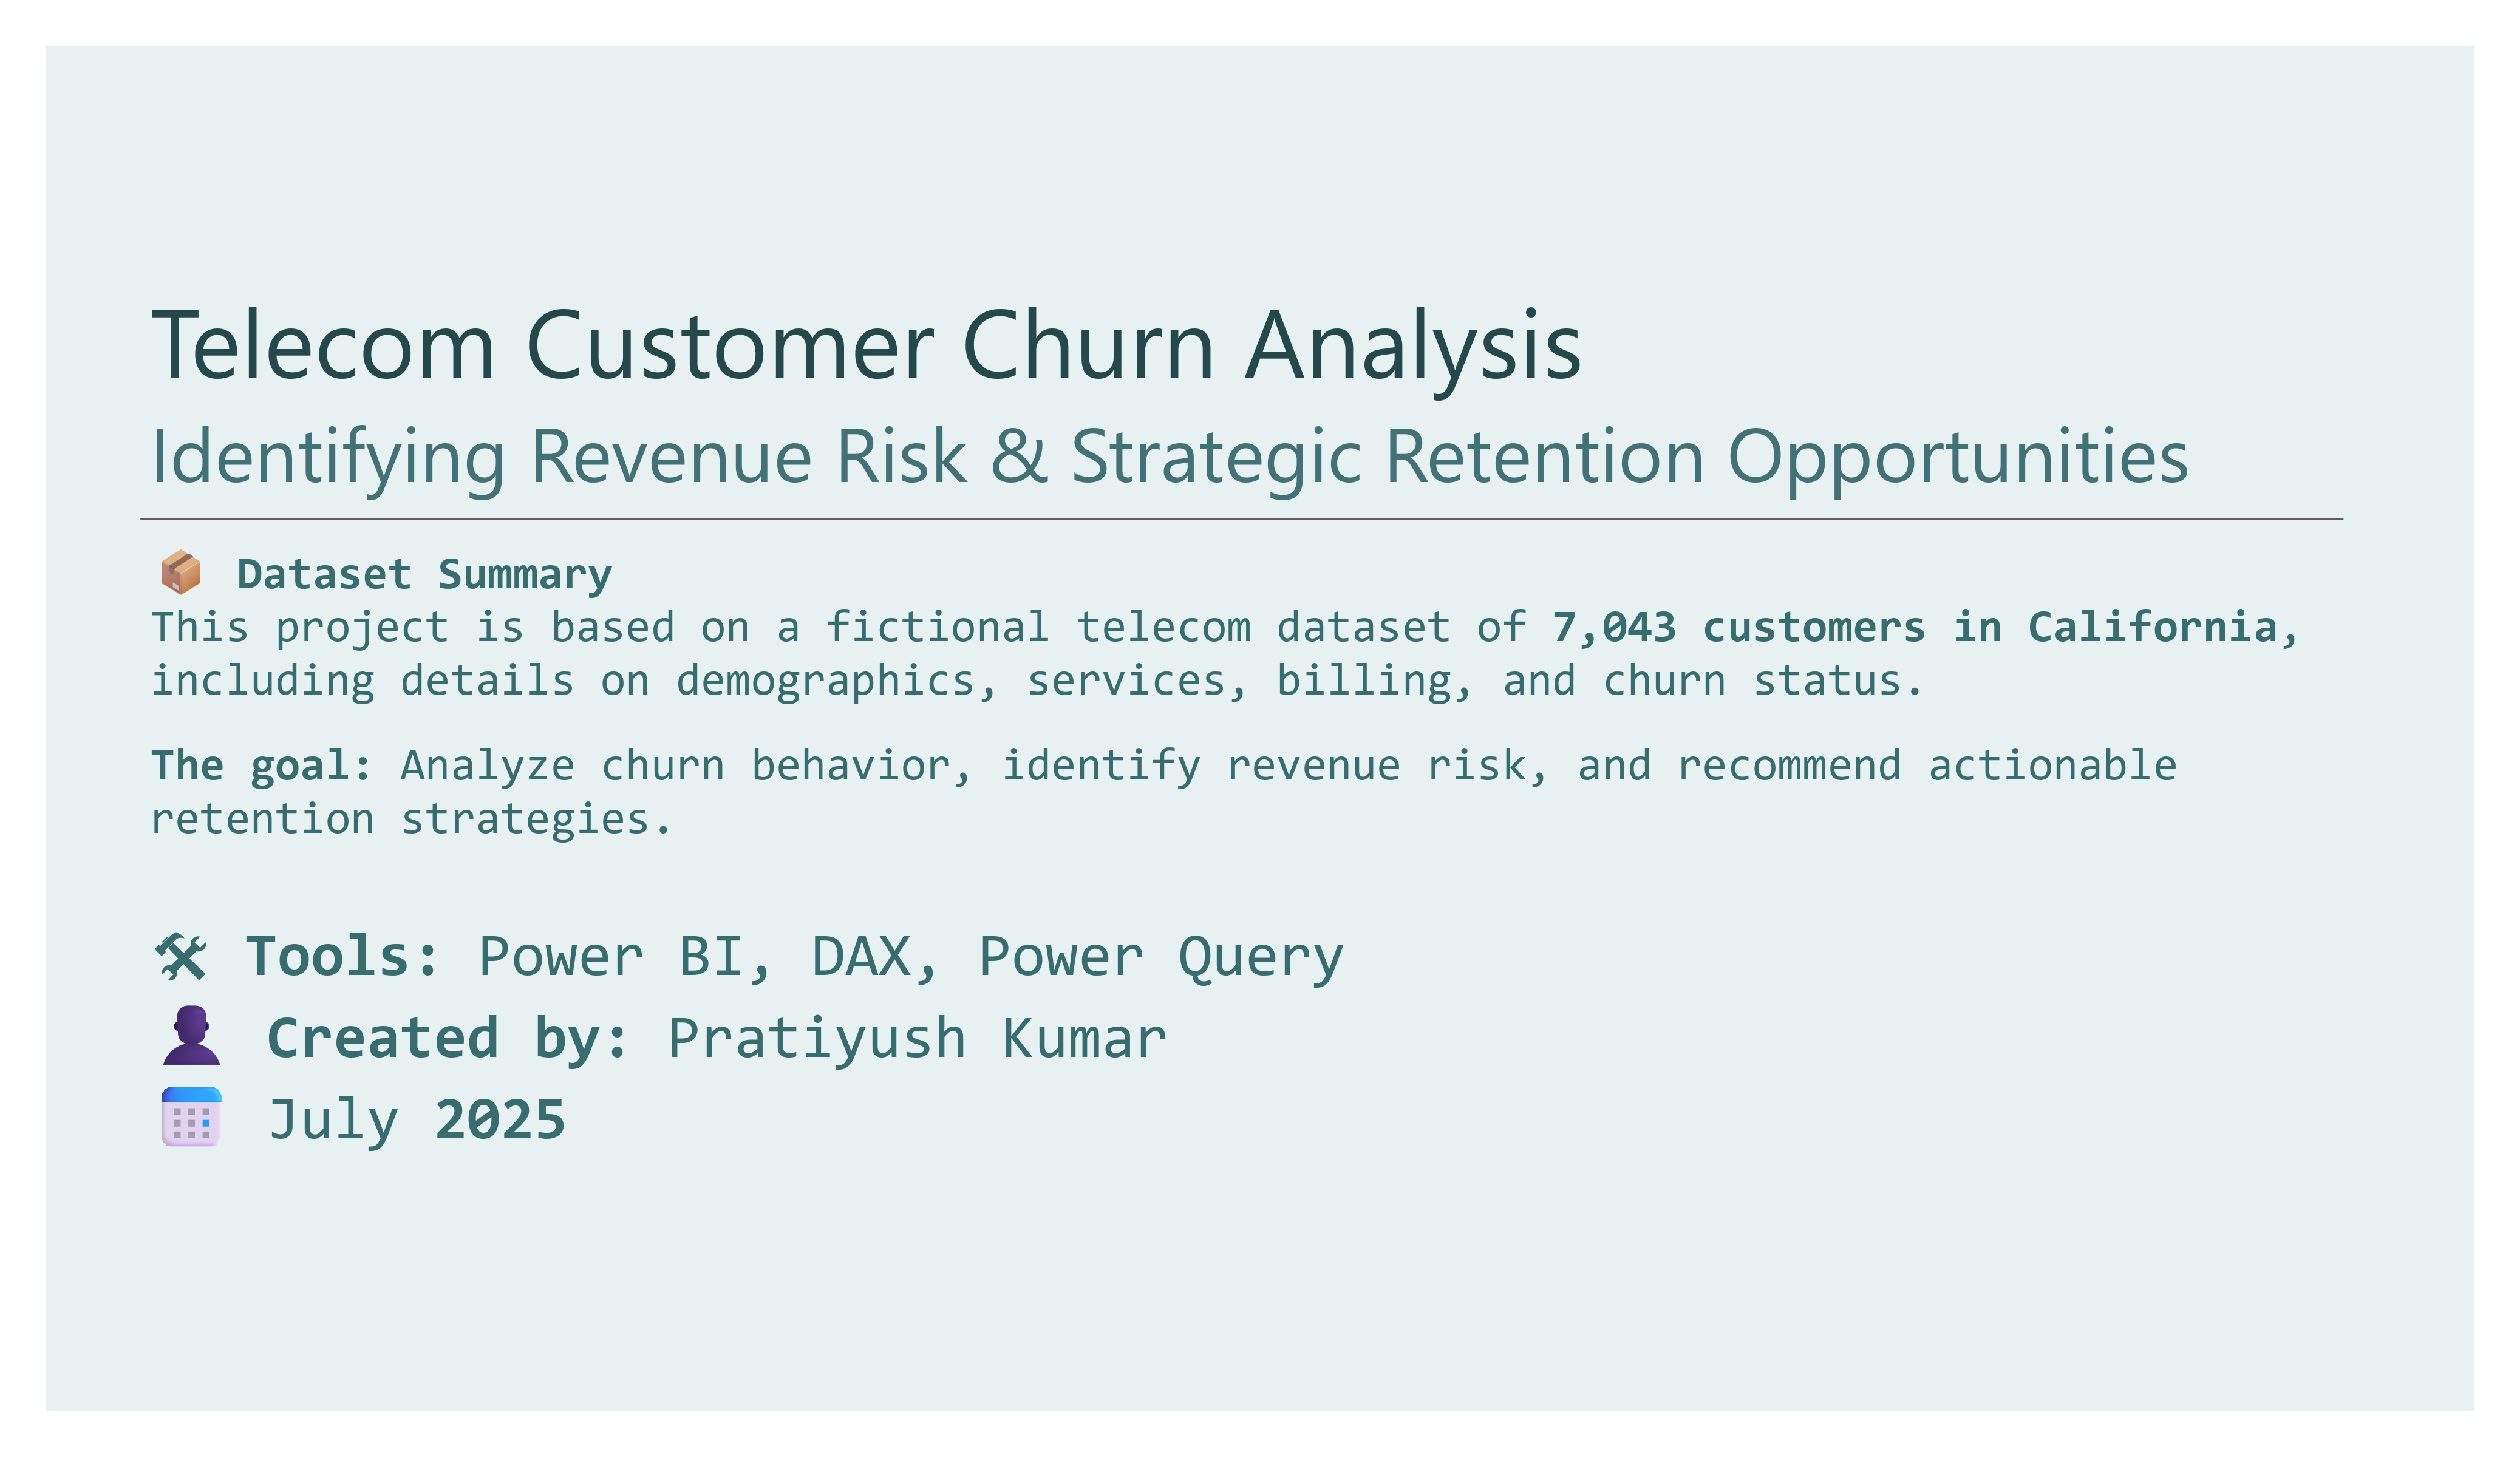 Telecom Customer Churn Analysis
Identifying Revenue Risk & Strategic Retention Opportunities
📦 Dataset Summary
This project is based on a fictional telecom dataset of 7,043 customers in California,
including details on demographics, services, billing, and churn status.
The goal: Analyze churn behavior, identify revenue risk, and recommend actionable
retention strategies.
🛠 Tools: Power BI, DAX, Power Query
👤 Created by: Pratiyush Kumar
📅 July 2025